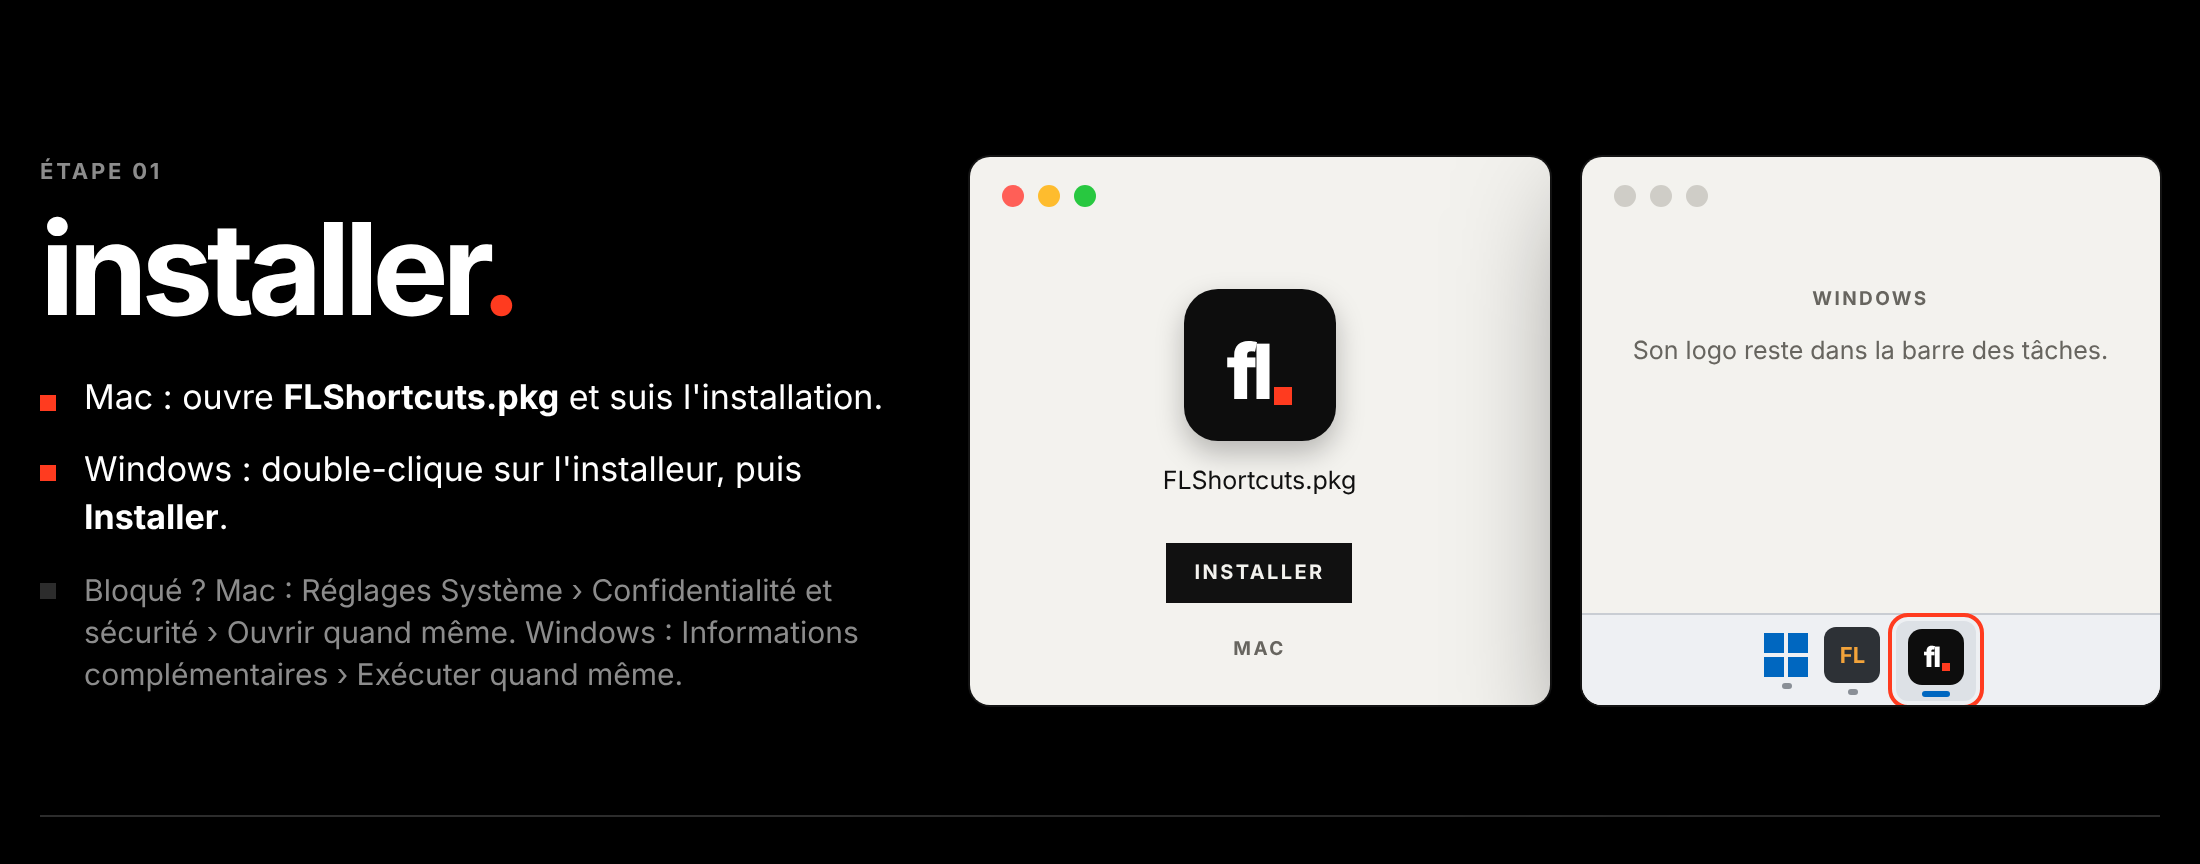 ÉTAPE 01
installer.
Mac : ouvre FLShortcuts.pkg et suis l'installation.
Windows : double-clique sur l'installeur, puis
Installer.
Bloqué ? Mac : Réglages Système › Confidentialité et
sécurité › Ouvrir quand même. Windows : Informations
complémentaires › Exécuter quand même.
fl.
FLShortcuts.pkg
INSTALLER
MAC
WINDOWS
Son logo reste dans la barre des tâches.
FL
fl.